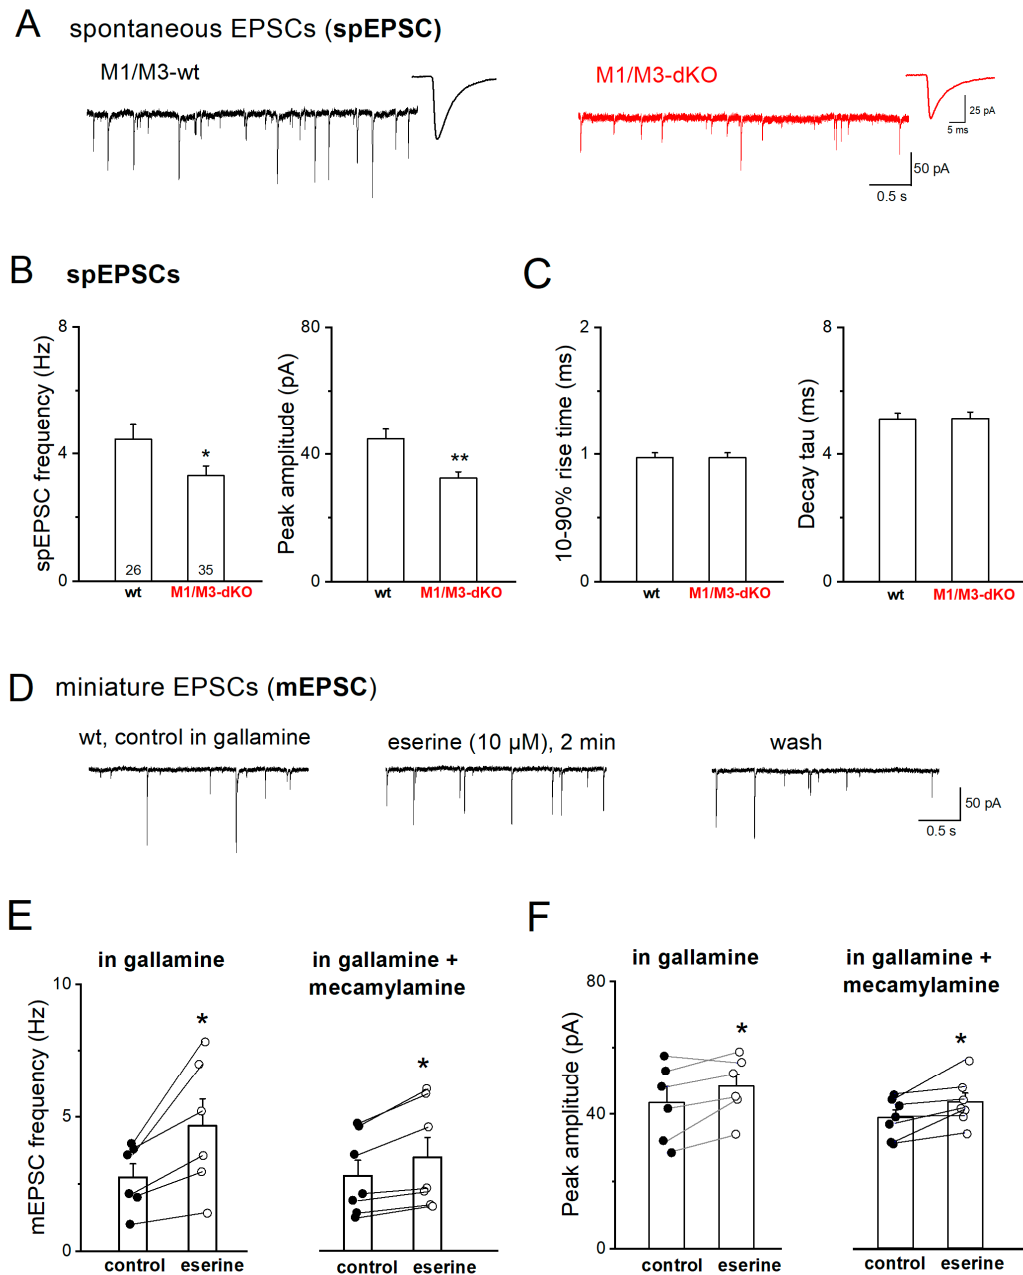 A spontaneous EPSCs (spEPSC)
M1/M3-wt
M1/M3-dKO
25 pA
5 ms
50 pA
0.5 s
B spEPSCs
C
spEPSC frequency (Hz)
8
4
0
*
26
35
wt
M1/M3-dKO
Peak amplitude (pA)
80
40
0
**
wt
M1/M3-dKO
10-90% rise time (ms)
2
1
0
wt
M1/M3-dKO
Decay tau (ms)
8
4
0
wt
M1/M3-dKO
D miniature EPSCs (mEPSC)
wt, control in gallamine
eserine (10 µM), 2 min
wash
50 pA
0.5 s
E
in gallamine
in gallamine +
mecamylamine
mEPSC frequency (Hz)
10
5
0
*
*
control
eserine
control
eserine
F
in gallamine
in gallamine +
mecamylamine
Peak amplitude (pA)
80
40
0
*
*
control
eserine
control
eserine